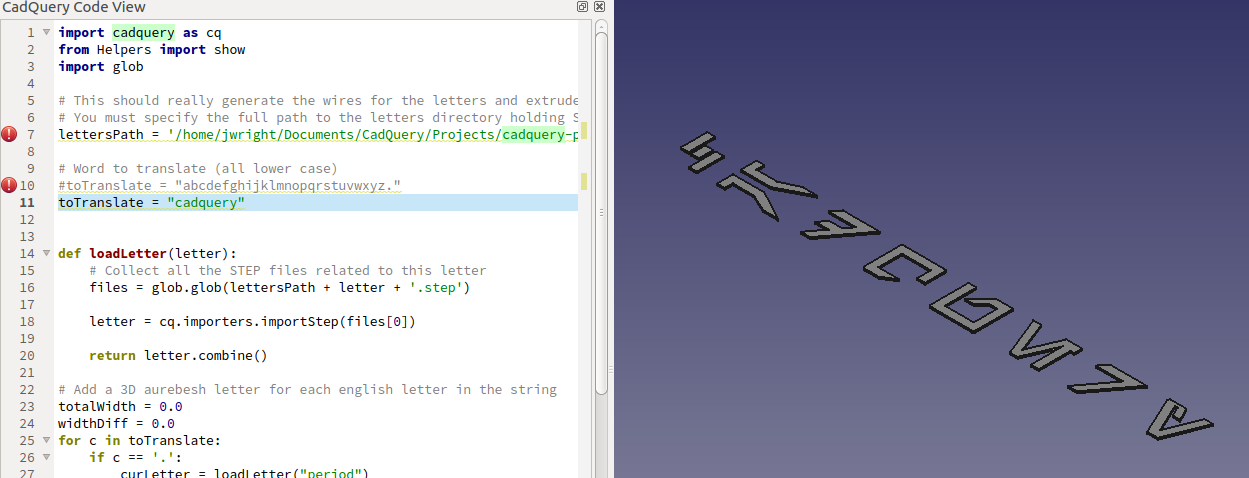 CadQuery Code View
1 import cadquery as cq
2 from Helpers import show
3 import glob
4
5 # This should really generate the wires for the letters and extrude
6 # You must specify the full path to the letters directory holding S
7 lettersPath = '/home/jwright/Documents/CadQuery/Projects/cadquery-p
8
9 # Word to translate (all lower case)
10 #toTranslate = "abcdefghijklmnopqrstuvwxyz."
11 toTranslate = "cadquery"
12
13
14 def loadLetter(letter):
15     # Collect all the STEP files related to this letter
16     files = glob.glob(lettersPath + letter + '.step')
17
18     letter = cq.importers.importStep(files[0])
19
20     return letter.combine()
21
22 # Add a 3D aurebesh letter for each english letter in the string
23 totalWidth = 0.0
24 widthDiff = 0.0
25 for c in toTranslate:
26     if c == '.':
27         curLetter = loadLetter("period")